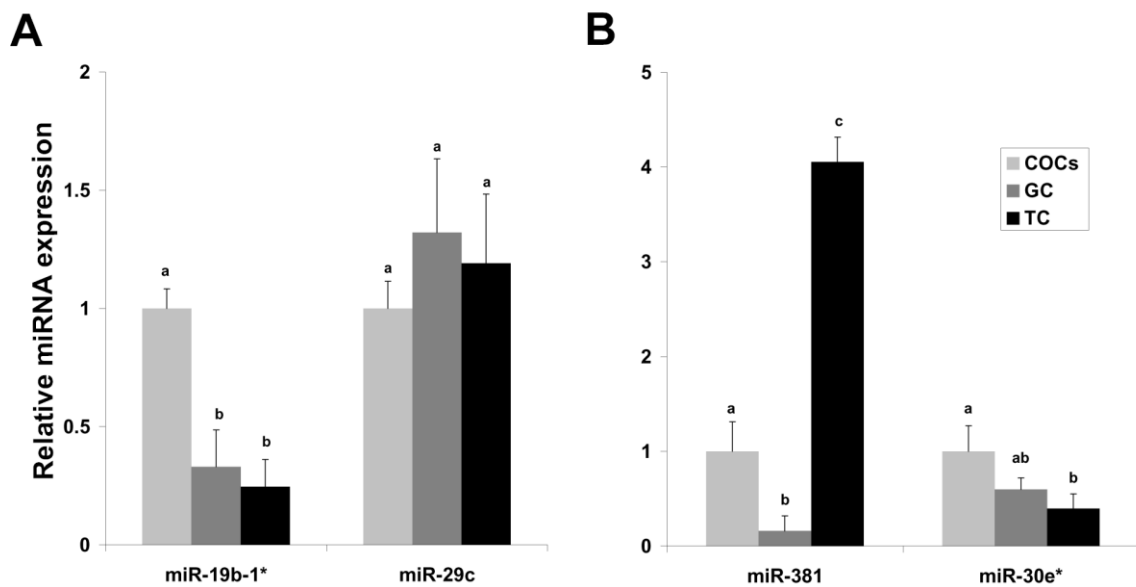 A
Relative miRNA expression
2
1.5
1
0.5
0
a
b
b
a
a
a
miR-19b-1*
miR-29c
B
5
4
3
2
1
0
a
b
c
a
ab
b
COCs
GC
TC
miR-381
miR-30e*